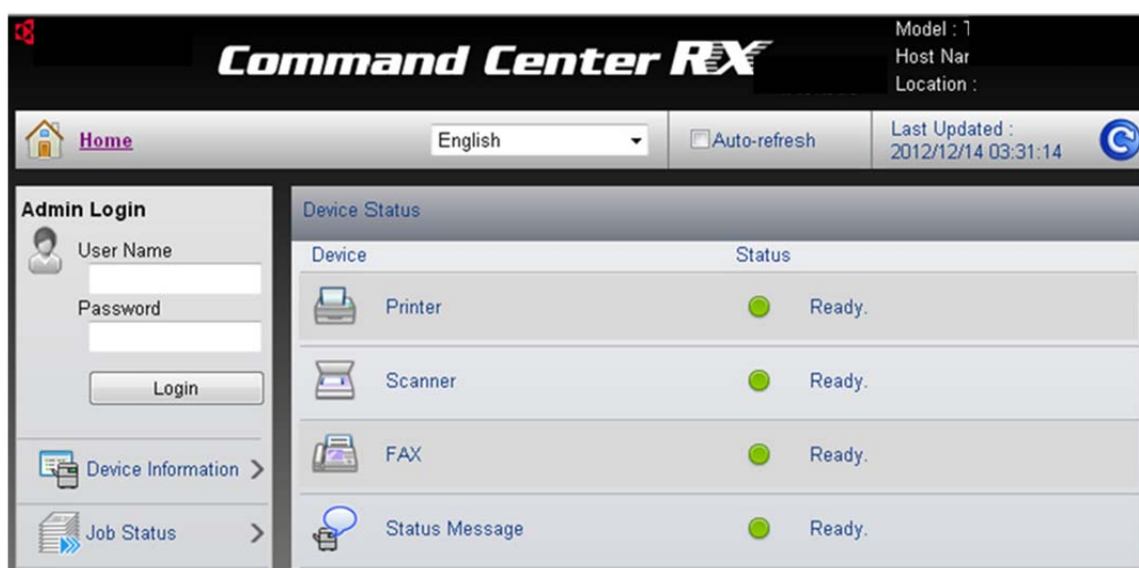 Command Center RX
Model :
Host
Location :
Home
English
Auto-refresh
Last Updated :
2012/12/14 03:31:14
Admin Login
User Name
Password
Login
Device Information
Job Status
Device Status
Device Status
Printer Ready.
Scanner Ready.
FAX Ready.
Status Message Ready.